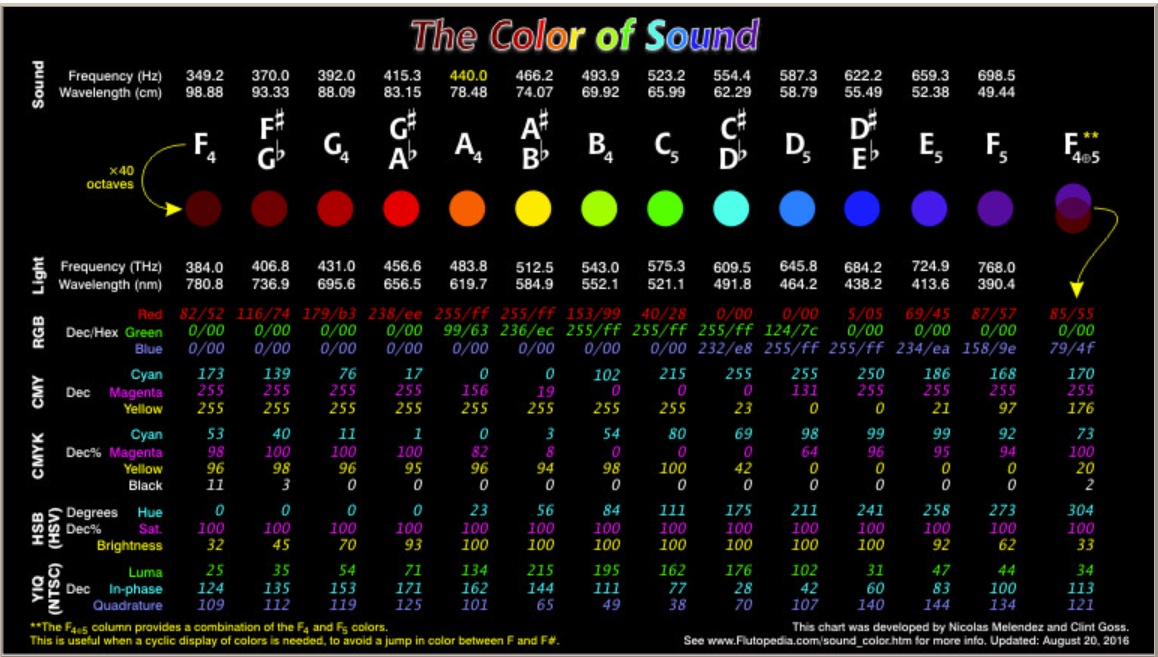 The Color of Sound
Sound
Frequency (Hz) 349.2 370.0 392.0 415.3 440.0 466.2 493.9 523.2 554.4 587.3 622.2 659.3 698.5
Wavelength (cm) 98.88 93.33 88.09 83.15 78.48 74.07 69.92 65.99 62.29 58.79 55.49 52.38 49.44
F4 F♯ G♭ G4 G♯ A♭ A4 A♯ B♭ B4 C5 C♯ D♭ D5 D♯ E♭ E5 F5 F4⊕5**
×40
octaves
Light
Frequency (THz) 384.0 406.8 431.0 456.6 483.8 512.5 543.0 575.3 609.5 645.8 684.2 724.9 768.0
Wavelength (nm) 780.8 736.9 695.6 656.5 619.7 584.9 552.1 521.1 491.8 464.2 438.2 413.6 390.4
RGB
Red 82/52 116/74 179/b3 238/ee 255/ff 255/ff 153/99 40/28 0/00 0/00 5/05 69/45 87/57 85/55
Dec/Hex Green 0/00 0/00 0/00 0/00 99/63 236/ec 255/ff 255/ff 255/ff 124/7c 0/00 0/00 0/00 0/00
Blue 0/00 0/00 0/00 0/00 0/00 0/00 0/00 0/00 232/e8 255/ff 255/ff 234/ea 158/9e 79/4f
CMY
Cyan 173 139 76 17 0 0 102 215 255 255 250 186 168 170
Dec Magenta 255 255 255 255 156 19 0 0 0 131 255 255 255 255
Yellow 255 255 255 255 255 255 255 255 23 0 0 21 97 176
CMYK
Cyan 53 40 11 1 0 3 54 80 69 98 99 99 92 73
Dec% Magenta 98 100 100 100 82 8 0 0 0 64 96 95 94 100
Yellow 96 98 96 95 96 94 98 100 42 0 0 0 0 20
Black 11 3 0 0 0 0 0 0 0 0 0 0 0 2
HSB
(HSV)
Degrees Hue 0 0 0 0 23 56 84 111 175 211 241 258 273 304
Dec% Sat. 100 100 100 100 100 100 100 100 100 100 100 100 100 100
Brightness 32 45 70 93 100 100 100 100 100 100 100 92 62 33
YIQ
(NTSC)
Luma 25 35 54 71 134 215 195 162 176 102 31 47 44 34
Dec In-phase 124 135 153 171 162 144 111 77 28 42 60 83 100 113
Quadrature 109 112 119 125 101 65 49 38 70 107 140 144 134 121
**The F4⊕5 column provides a combination of the F4 and F5 colors.
This is useful when a cyclic display of colors is needed, to avoid a jump in color between F and F#.
This chart was developed by Nicolas Melendez and Clint Goss.
See www.Flutopedia.com/sound_color.htm for more info. Updated: August 20, 2016